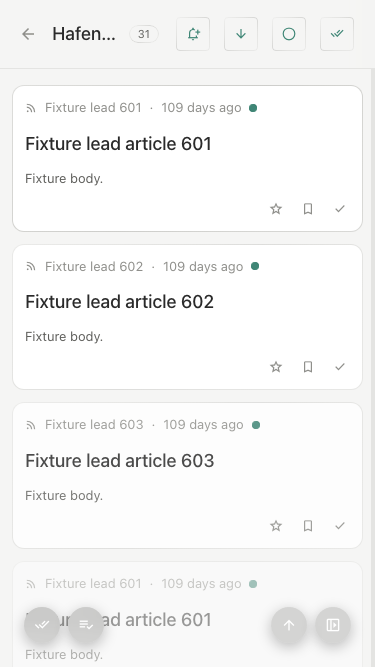 Hafen... 31
Fixture lead 601 · 109 days ago
Fixture lead article 601
Fixture body.
Fixture lead 602 · 109 days ago
Fixture lead article 602
Fixture body.
Fixture lead 603 · 109 days ago
Fixture lead article 603
Fixture body.
Fixture lead 601 · 109 days ago
Fixture lead article 601
Fixture body.